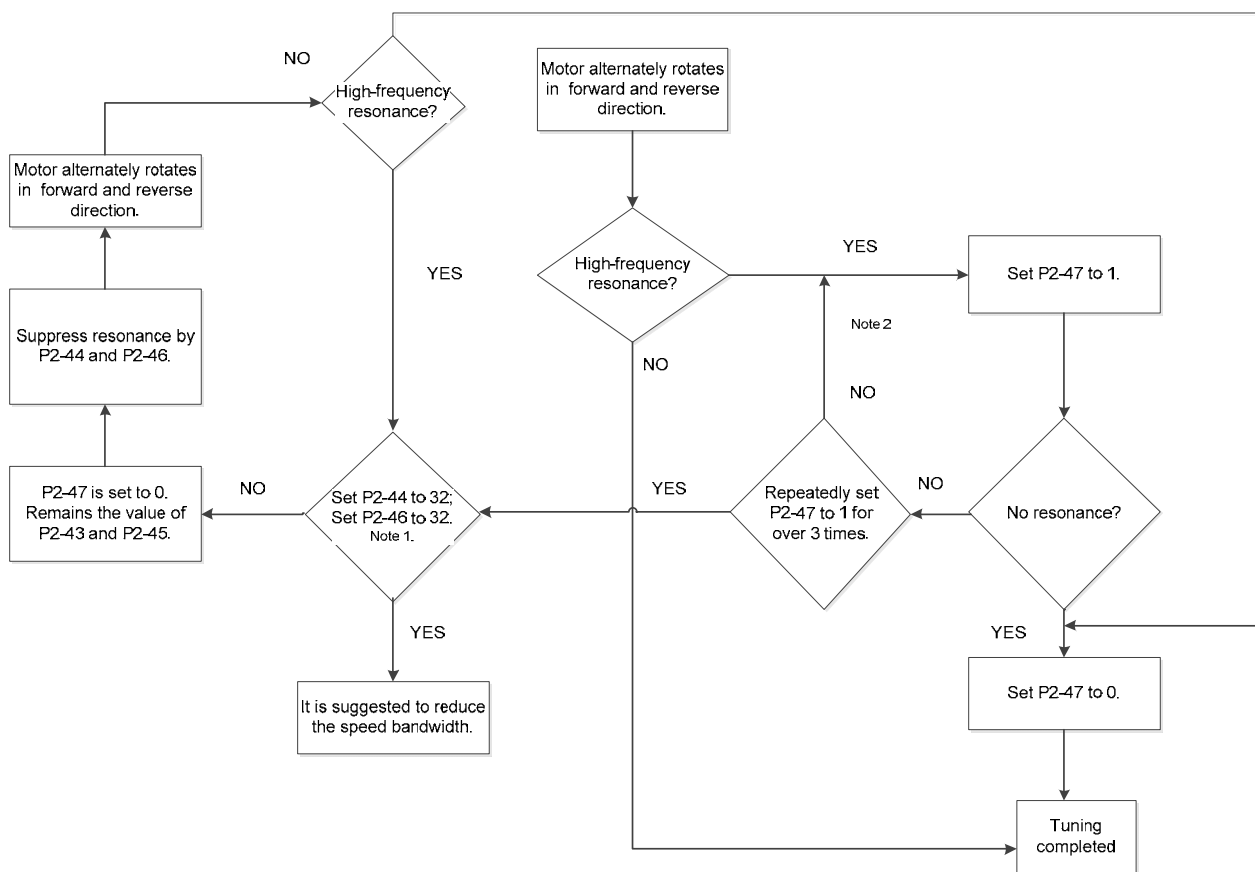 NO
High-frequency
resonance?
Motor alternately rotates
in forward and reverse
direction.
YES
Suppress resonance by
P2-44 and P2-46.
P2-47 is set to 0.
Remains the value of
P2-43 and P2-45.
NO
Set P2-44 to 32;
Set P2-46 to 32.
Note 1.
YES
It is suggested to reduce
the speed bandwidth.
Motor alternately rotates
in forward and reverse
direction.
High-frequency
resonance?
YES
NO
Note 2
NO
YES
Repeatedly set
P2-47 to 1 for
over 3 times.
NO
Set P2-47 to 1.
No resonance?
YES
Set P2-47 to 0.
Tuning
completed